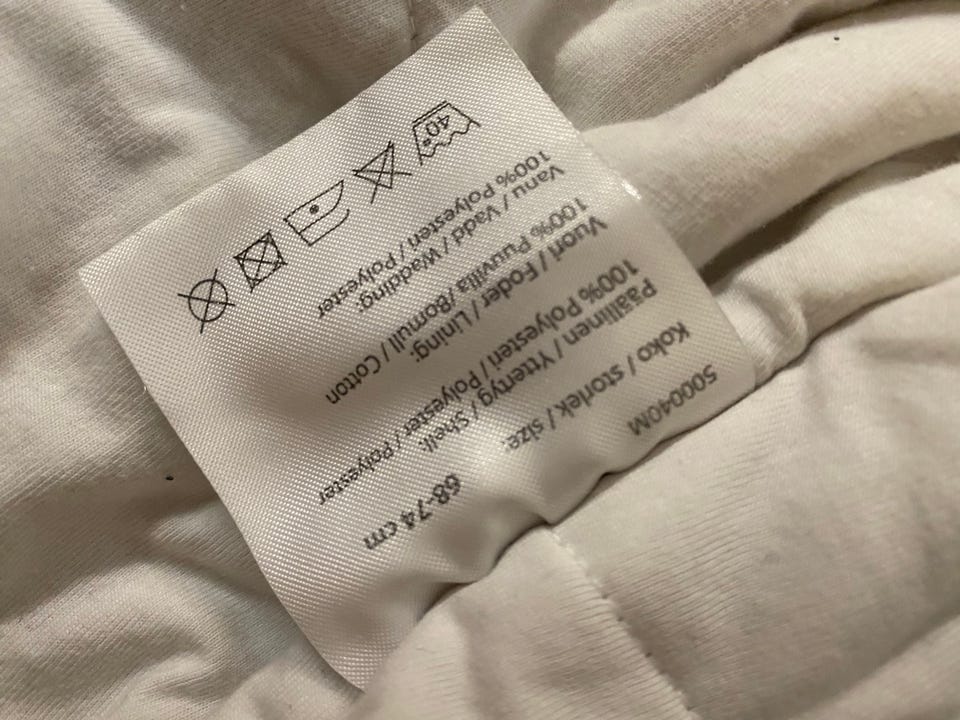 500040M
Koko / storlek / size:
68-74 cm
Päällinen / Yttertyg / Shell:
100% Polyesteri / Polyester / Polyester
Vuori / Foder / Lining:
100% Puuvilla /Bomull / Cotton
Vanu / Vadd / Wadding:
100% Polyesteri / Polyester
40°